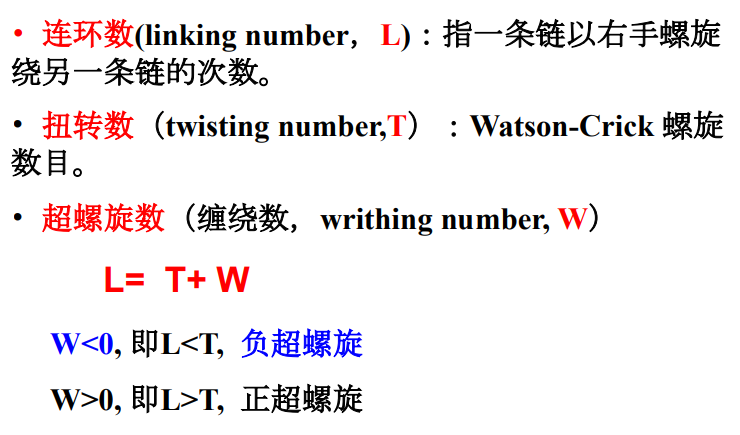 • 连环数(linking number, L)：指一条链以右手螺旋
绕另一条链的次数。
• 扭转数（twisting number,T）：Watson-Crick 螺旋
数目。
• 超螺旋数（缠绕数, writhing number, W）
L= T+ W
W<0, 即L<T, 负超螺旋
W>0, 即L>T, 正超螺旋